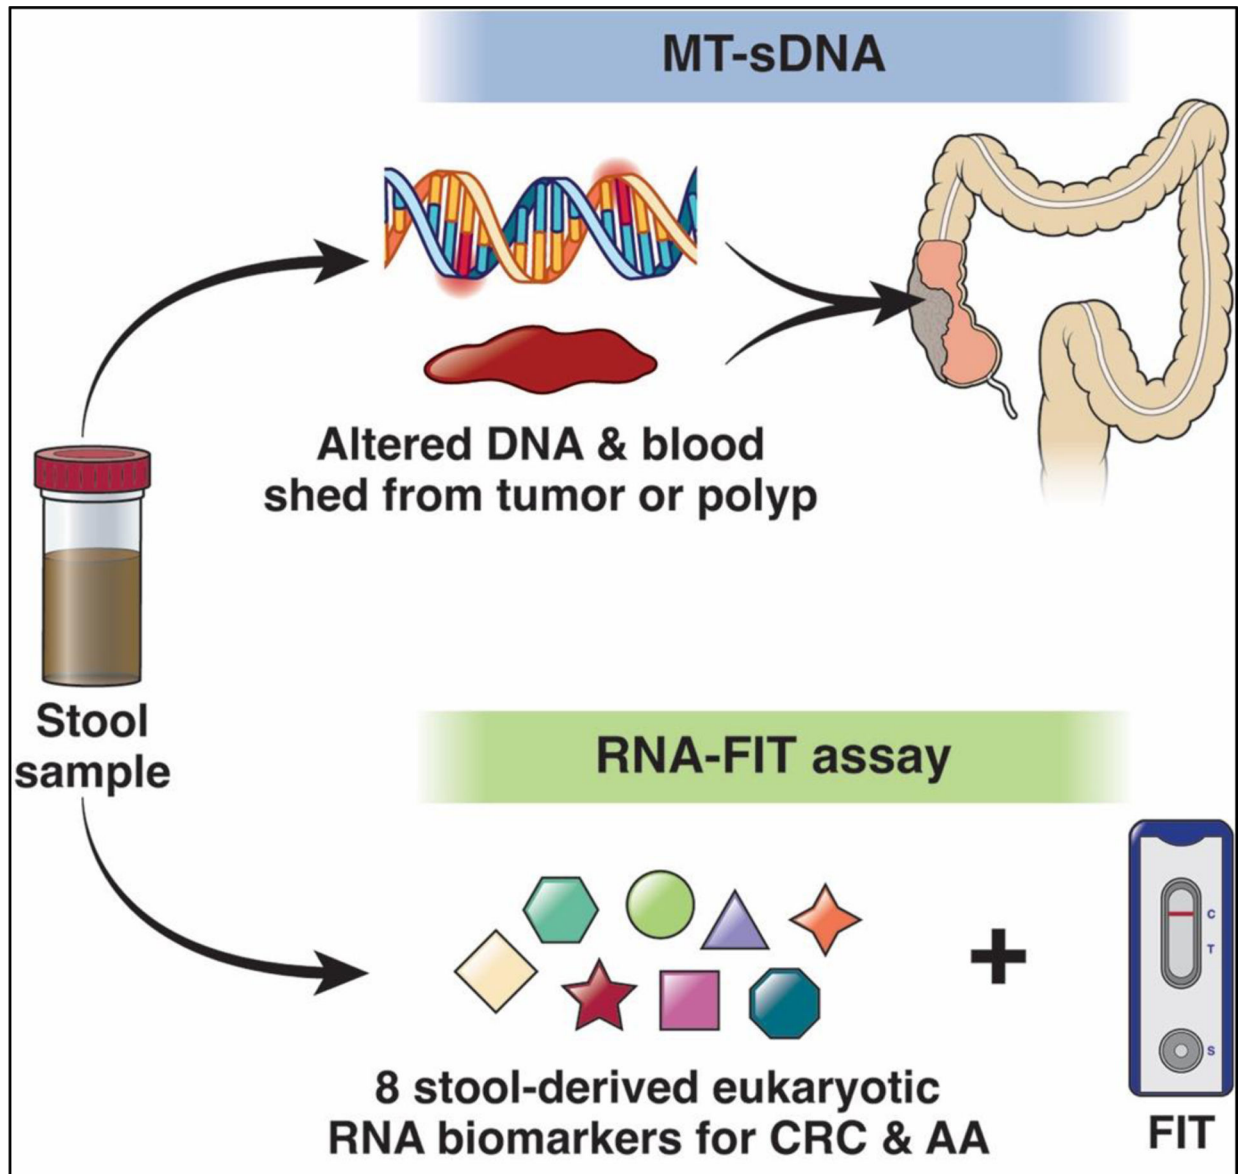 MT-sDNA
Altered DNA & blood
shed from tumor or polyp
Stool
sample
RNA-FIT assay
C
T
S
8 stool-derived eukaryotic
RNA biomarkers for CRC & AA
FIT